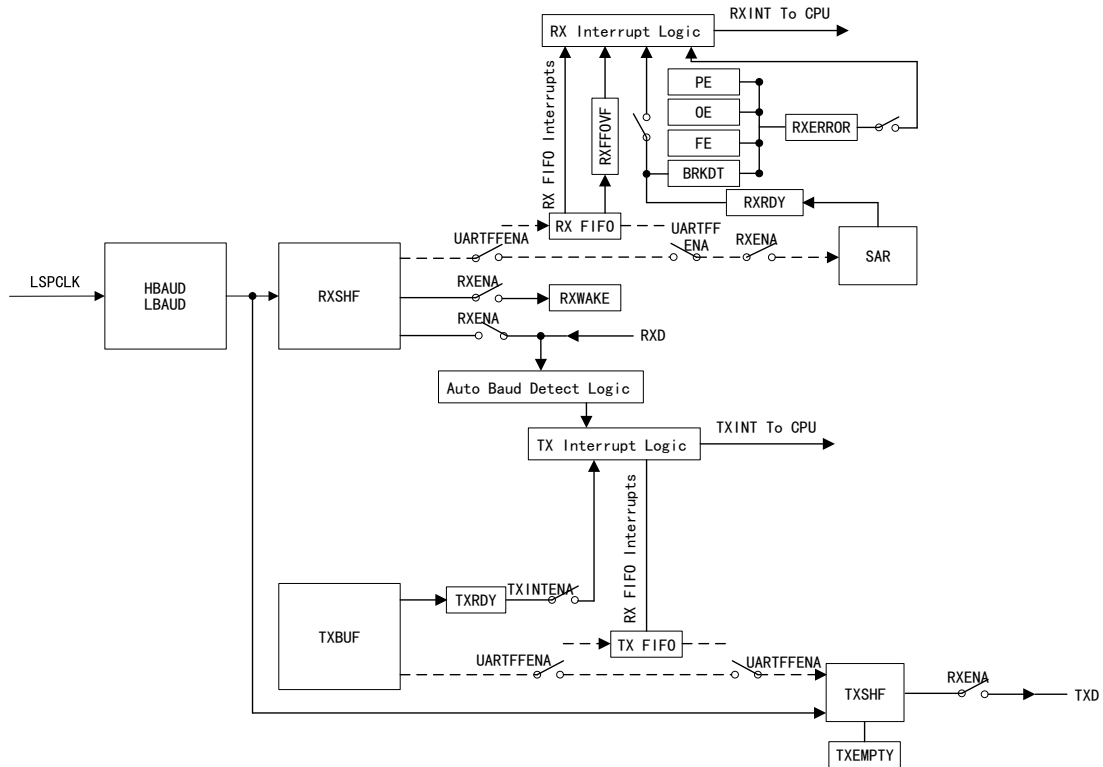 RXINT To CPU
RX Interrupt Logic
RX FIFO Interrupts
RXFFOVF
PE
OE
FE
BRKDT
RXERROR
RXRDY
RX FIFO
UARTFFENA
UARTFF
ENA
RXENA
SAR
LSPCLK
HBAUD
LBAUD
RXSHF
RXENA
RXWAKE
RXENA
RXD
Auto Baud Detect Logic
TX Interrupt Logic
TXINT To CPU
RX FIFO Interrupts
TXBUF
TXRDY
TXINTENA
TX FIFO
UARTFFENA
UARTFFENA
TXSHF
RXENA
TXD
TXEMPTY